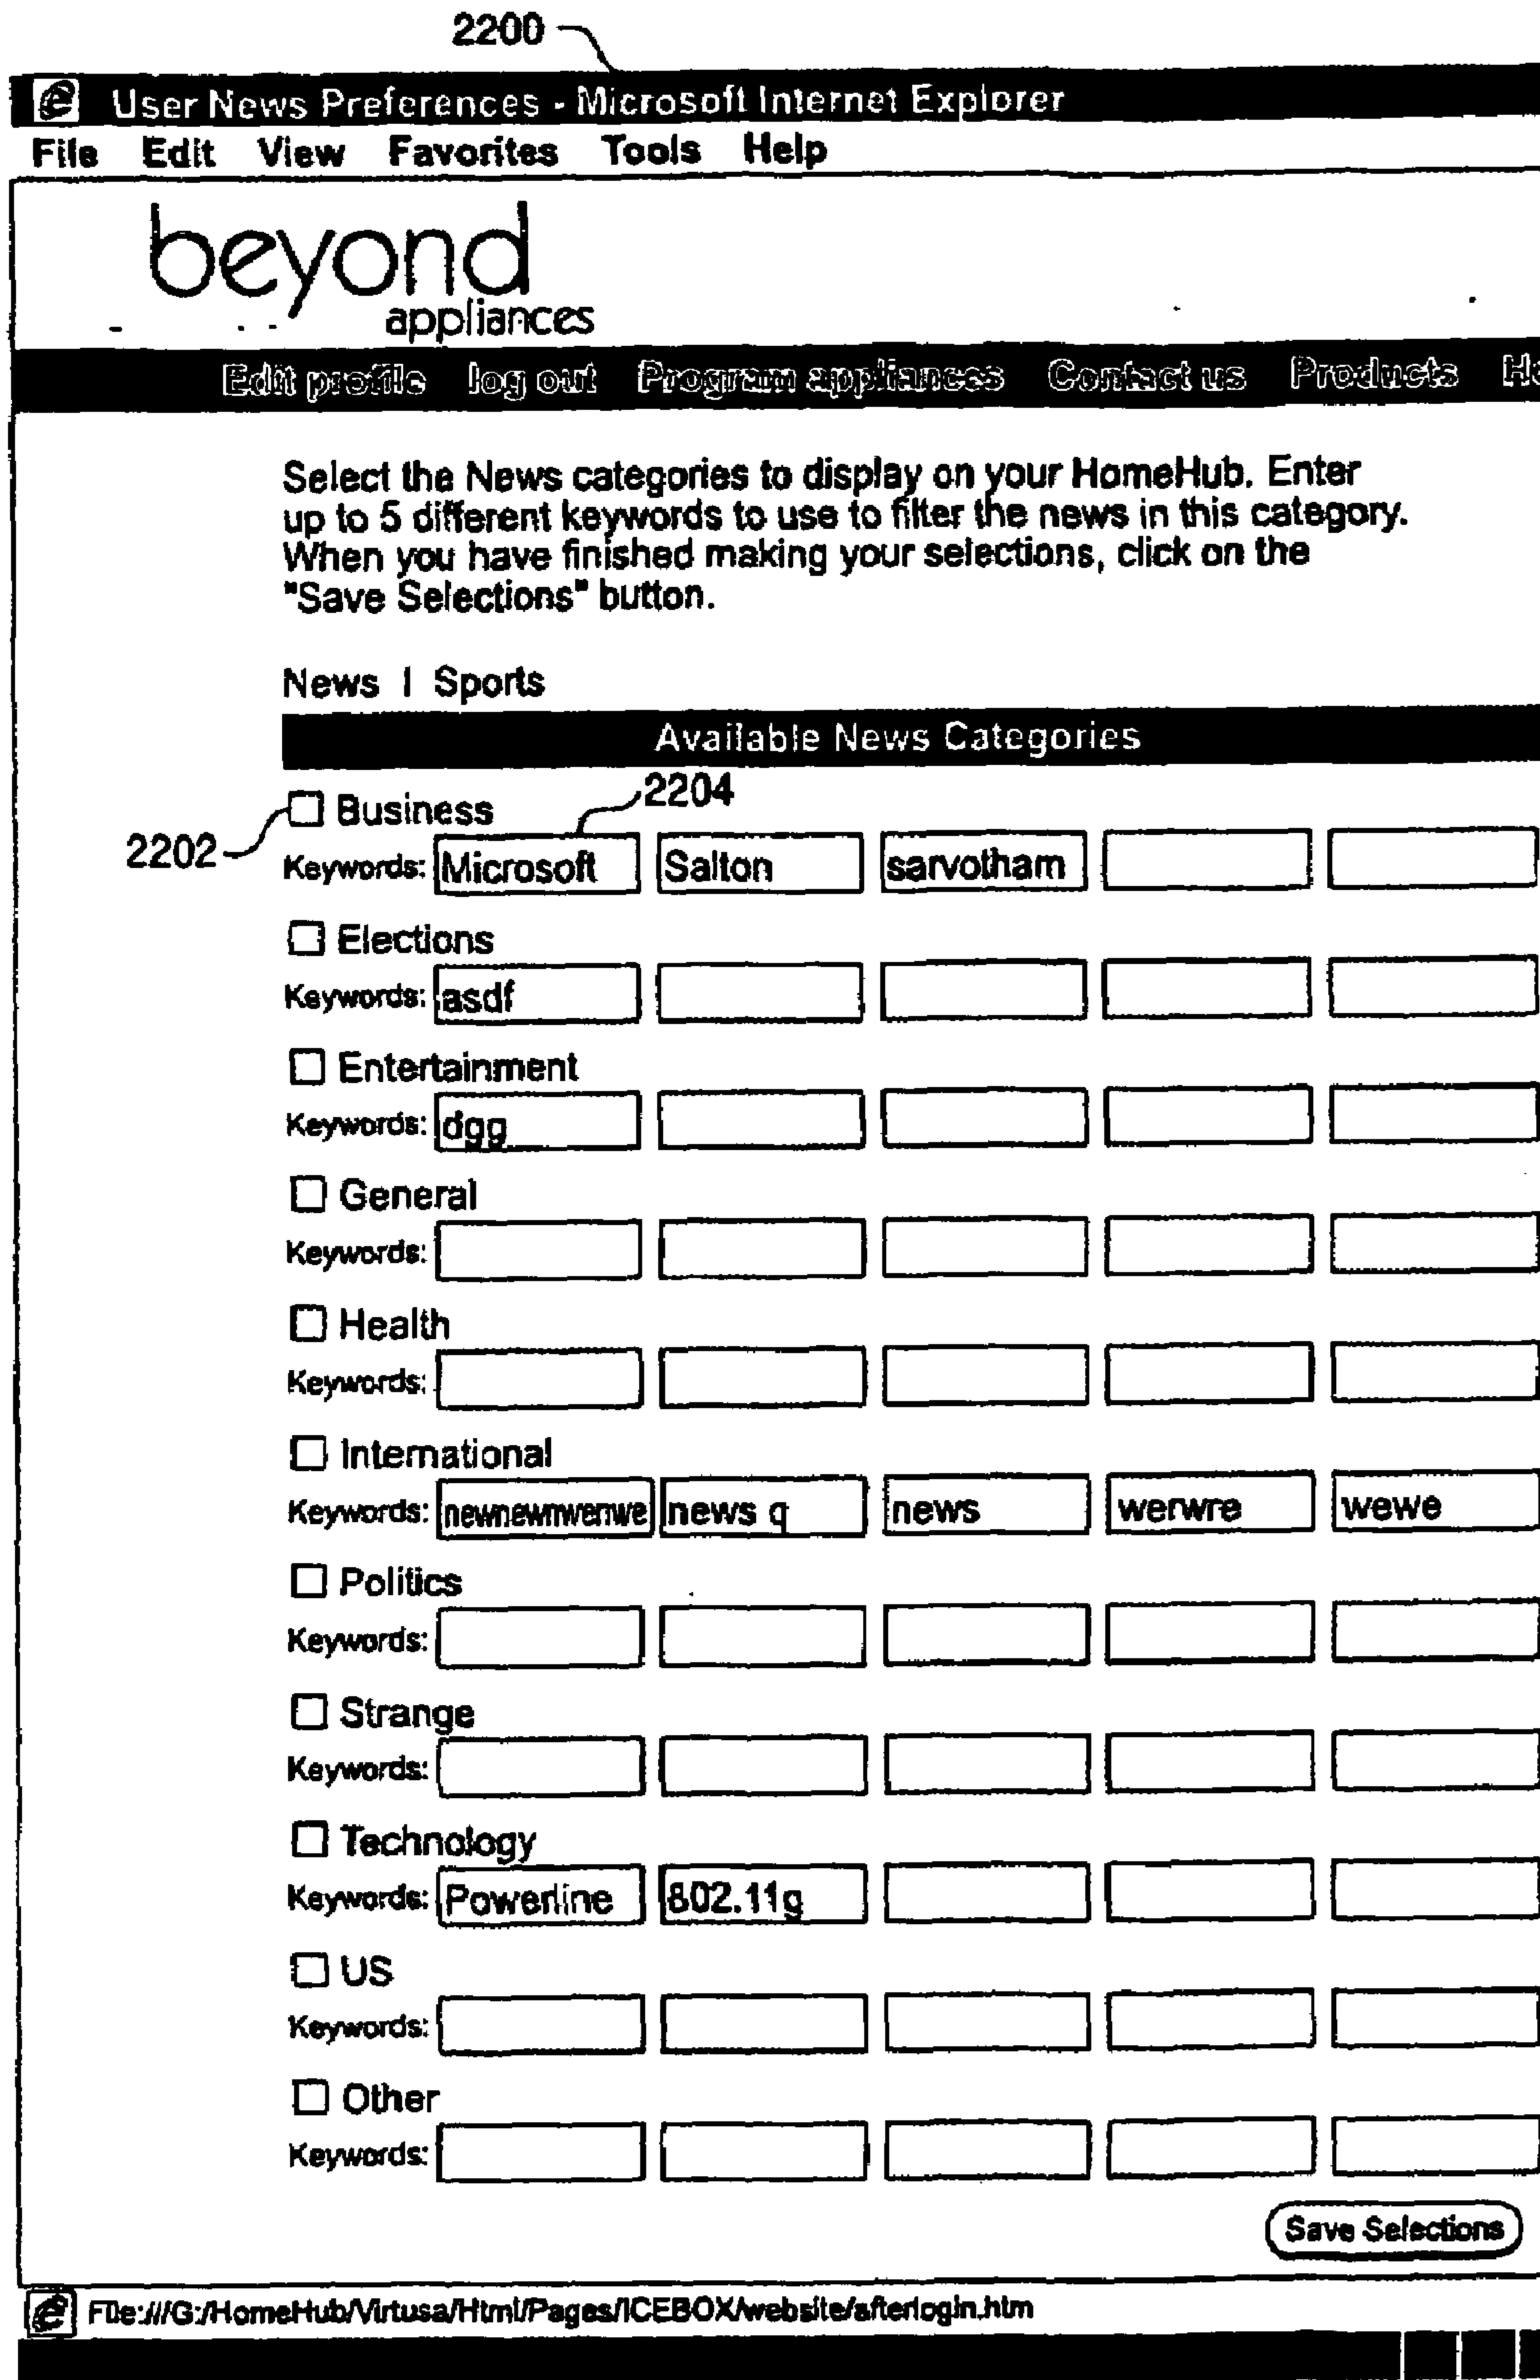 2200
User News Preferences - Microsoft Internet Explorer
File Edit View Favorites Tools Help
beyond
appliances
Edit profile log out Program appliances Contact us Products
Select the News categories to display on your HomeHub. Enter
up to 5 different keywords to use to filter the news in this category.
When you have finished making your selections, click on the
"Save Selections" button.
News | Sports
Available News Categories
Business
2204
2202
Keywords: Microsoft Salton sarvotham
Elections
Keywords: asdf
Entertainment
Keywords: dgg
General
Keywords:
Health
Keywords:
International
Keywords: newnewnwenwe news q news werwre wewe
Politics
Keywords:
Strange
Keywords:
Technology
Keywords: Powerline 802.11g
US
Keywords:
Other
Keywords:
Save Selections
File:///G:/HomeHub/Virtusa/Html/Pages/ICEBOX/website/afterlogin.htm